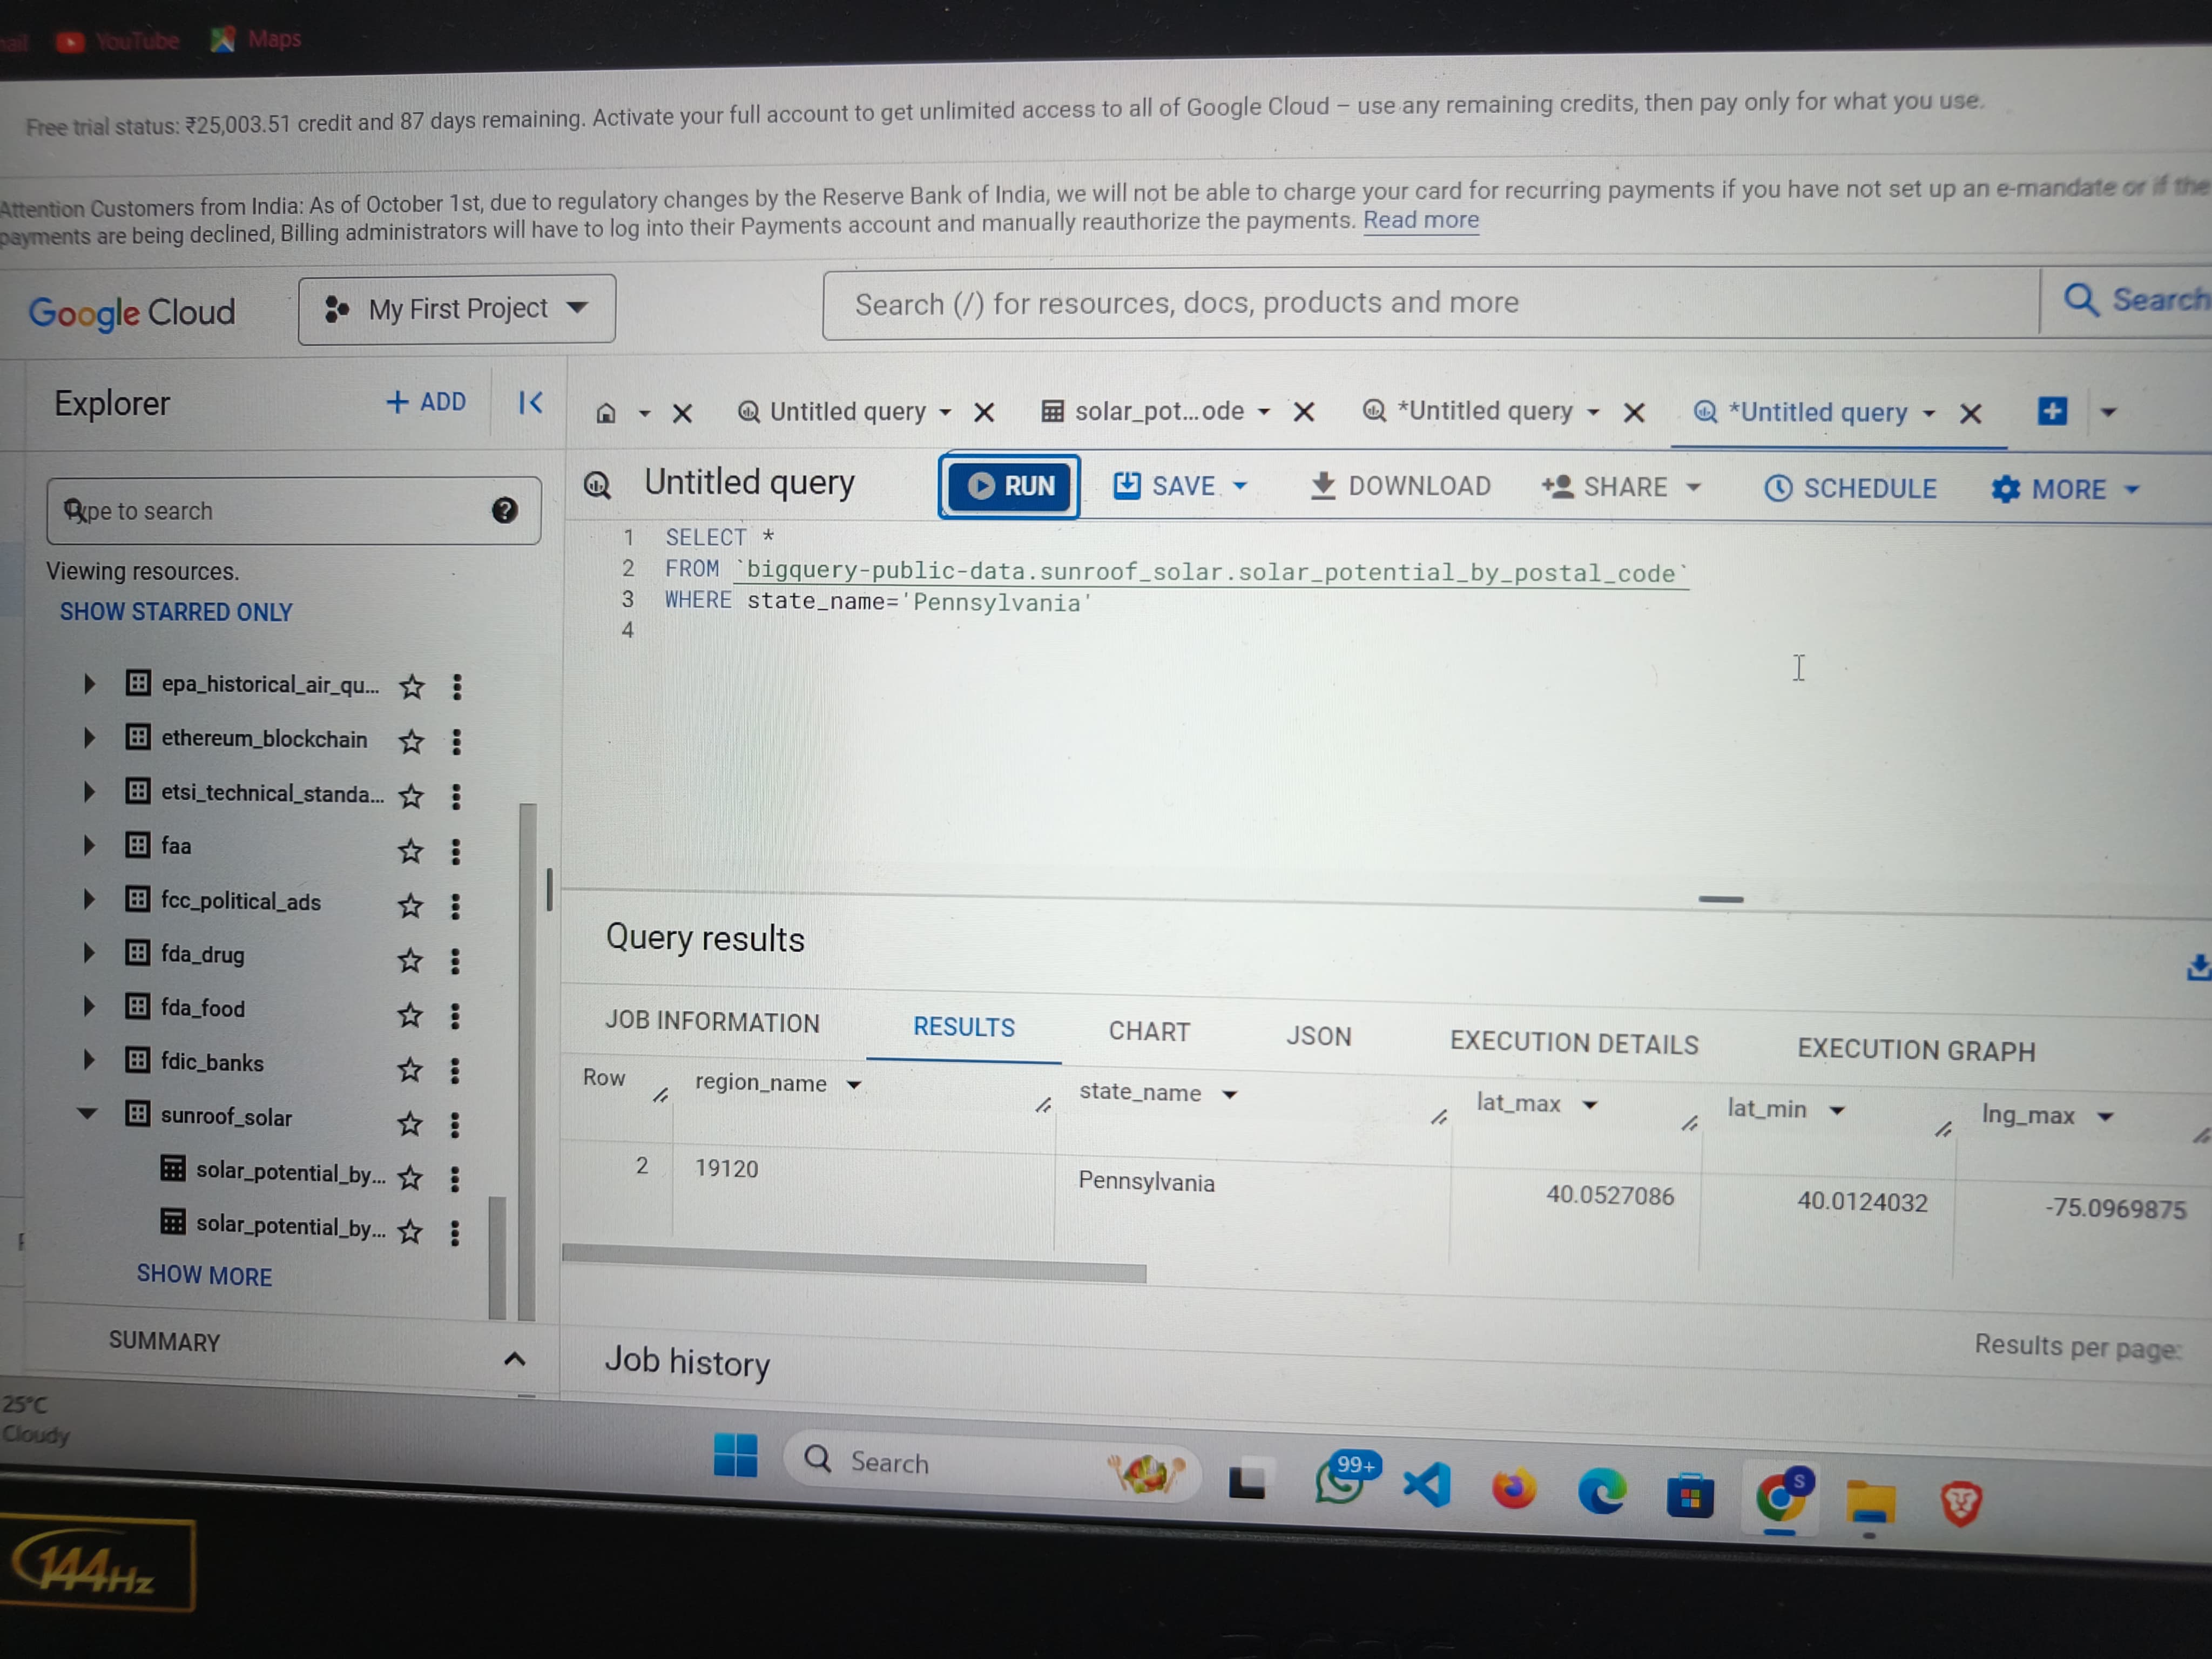 YouTube Maps
Free trial status: ₹25,003.51 credit and 87 days remaining. Activate your full account to get unlimited access to all of Google Cloud – use any remaining credits, then pay only for what you use.
Attention Customers from India: As of October 1st, due to regulatory changes by the Reserve Bank of India, we will not be able to charge your card for recurring payments if you have not set up an e-mandate or if the
payments are being declined, Billing administrators will have to log into their Payments account and manually reauthorize the payments. Read more
Google Cloud My First Project Search (/) for resources, docs, products and more Search
Explorer + ADD
Untitled query solar_pot...ode *Untitled query *Untitled query
Untitled query RUN SAVE DOWNLOAD SHARE SCHEDULE MORE
Type to search
Viewing resources.
SHOW STARRED ONLY
epa_historical_air_qu...
ethereum_blockchain
etsi_technical_standa...
faa
fcc_political_ads
fda_drug
fda_food
fdic_banks
sunroof_solar
solar_potential_by...
solar_potential_by...
SHOW MORE
SUMMARY
1 SELECT *
2 FROM `bigquery-public-data.sunroof_solar.solar_potential_by_postal_code`
3 WHERE state_name='Pennsylvania'
4
Query results
JOB INFORMATION RESULTS CHART JSON EXECUTION DETAILS EXECUTION GRAPH
Row region_name state_name lat_max lat_min lng_max
2 19120 Pennsylvania 40.0527086 40.0124032 -75.0969875
Results per page:
Job history
25°C
Cloudy
Search 99+ S
144Hz